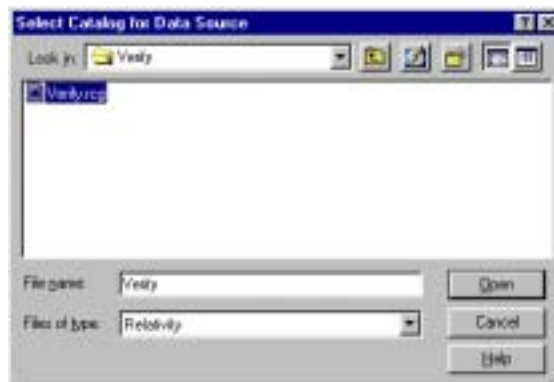 Select Catalog for Data Source
Look in: Verify
Verify.rcg
File name: Verify
Open
Files of type: Relativity
Cancel
Help